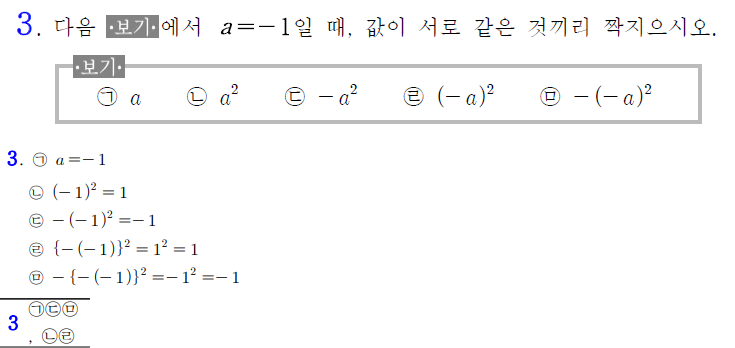 3. 다음 ·보기·에서 a=-1일 때, 값이 서로 같은 것끼리 짝지으시오.
·보기·
㉠ a ㉡ a² ㉢ -a² ㉣ (-a)² ㉤ -(-a)²
3. ㉠ a=-1
㉡ (-1)²=1
㉢ -(-1)²=-1
㉣ {-(-1)}²=1²=1
㉤ -{-(-1)}²=-1²=-1
3 ㉠㉢㉤
, ㉡㉣